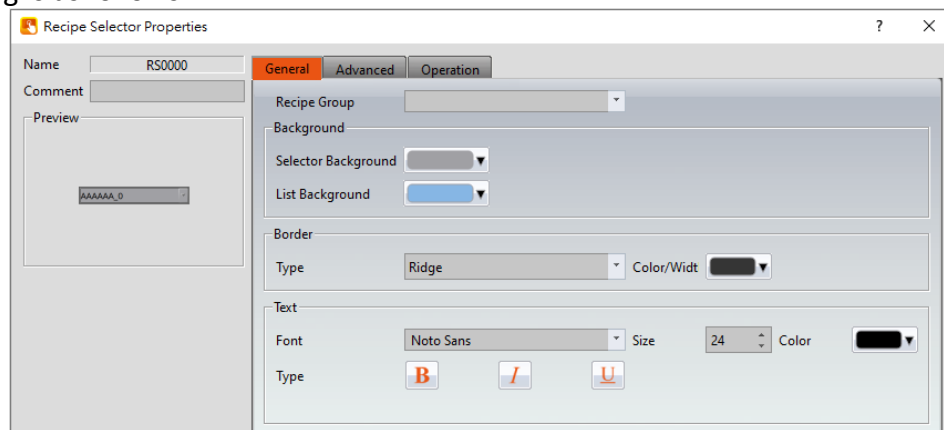 Recipe Selector Properties ? ×
Name RS0000
Comment
Preview
AAAAAA_0
General Advanced Operation
Recipe Group
Background
Selector Background
List Background
Border
Type Ridge Color/Widt
Text
Font Noto Sans Size 24 Color
Type B I U